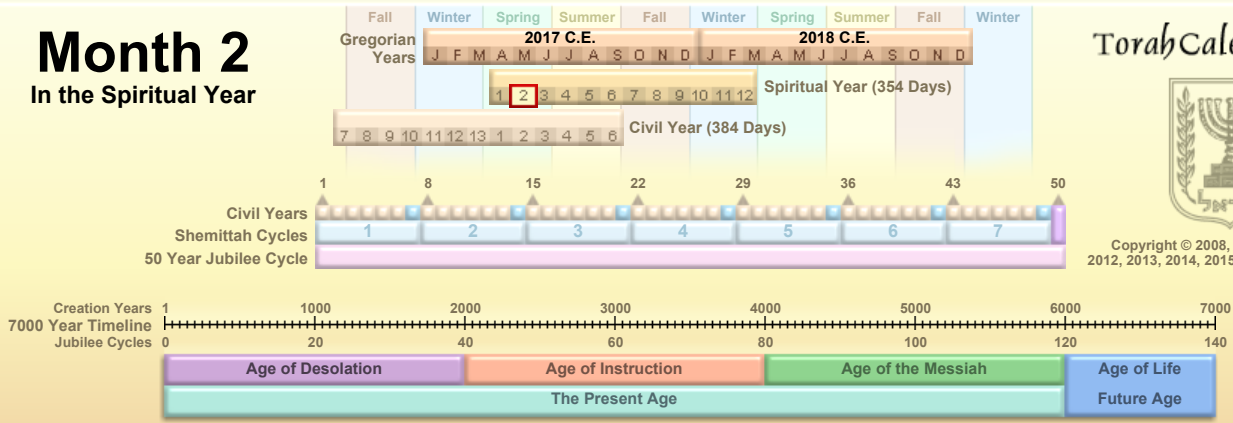 Fall Winter Spring Summer Fall Winter Spring Summer Fall Winter
Month 2
In the Spiritual Year
Gregorian Years
2017 C.E. 2018 C.E.
J F M A M J J A S O N D J F M A M J J A S O N D
1 2 3 4 5 6 7 8 9 10 11 12 Spiritual Year (354 Days)
7 8 9 10 11 12 13 1 2 3 4 5 6 Civil Year (384 Days)
1 8 15 22 29 36 43 50
Civil Years
Shemittah Cycles 1 2 3 4 5 6 7
50 Year Jubilee Cycle
TorahCale
Copyright © 2008,
2012, 2013, 2014, 2015
Creation Years 1 1000 2000 3000 4000 5000 6000 7000
7000 Year Timeline
Jubilee Cycles 0 20 40 60 80 100 120 140
Age of Desolation Age of Instruction Age of the Messiah Age of Life
The Present Age Future Age